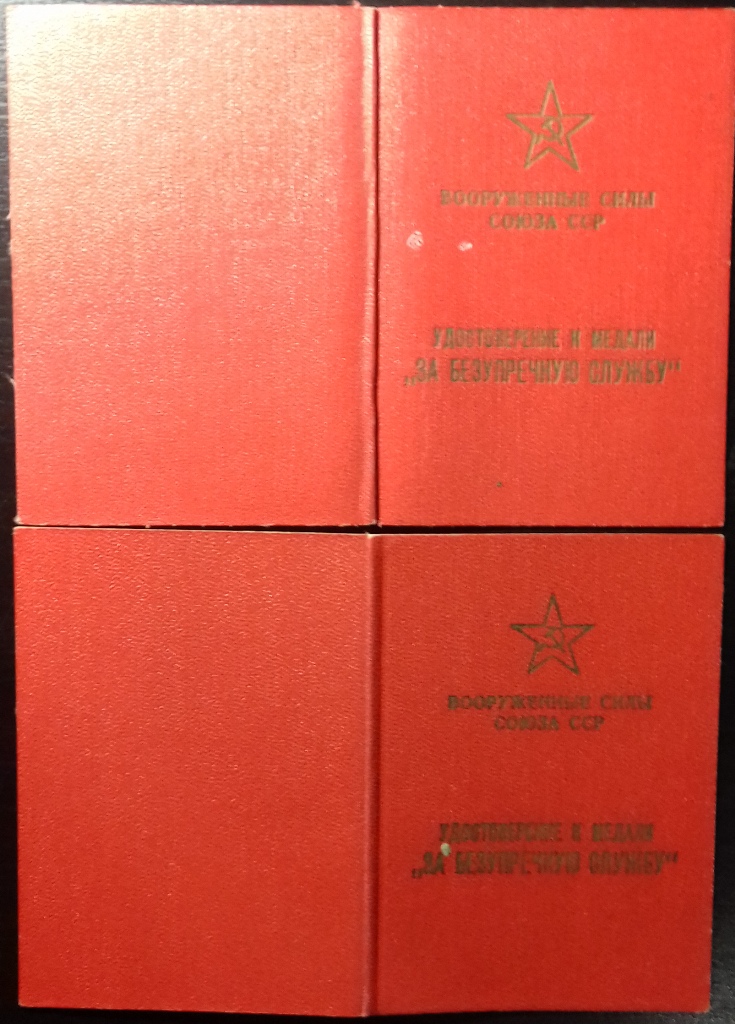 ВООРУЖЕННЫЕ СИЛЫ
СОЮЗА ССР
УДОСТОВЕРЕНИЕ К МЕДАЛИ
„ЗА БЕЗУПРЕЧНУЮ СЛУЖБУ"
ВООРУЖЕННЫЕ СИЛЫ
СОЮЗА ССР
УДОСТОВЕРЕНИЕ К МЕДАЛИ
„ЗА БЕЗУПРЕЧНУЮ СЛУЖБУ"